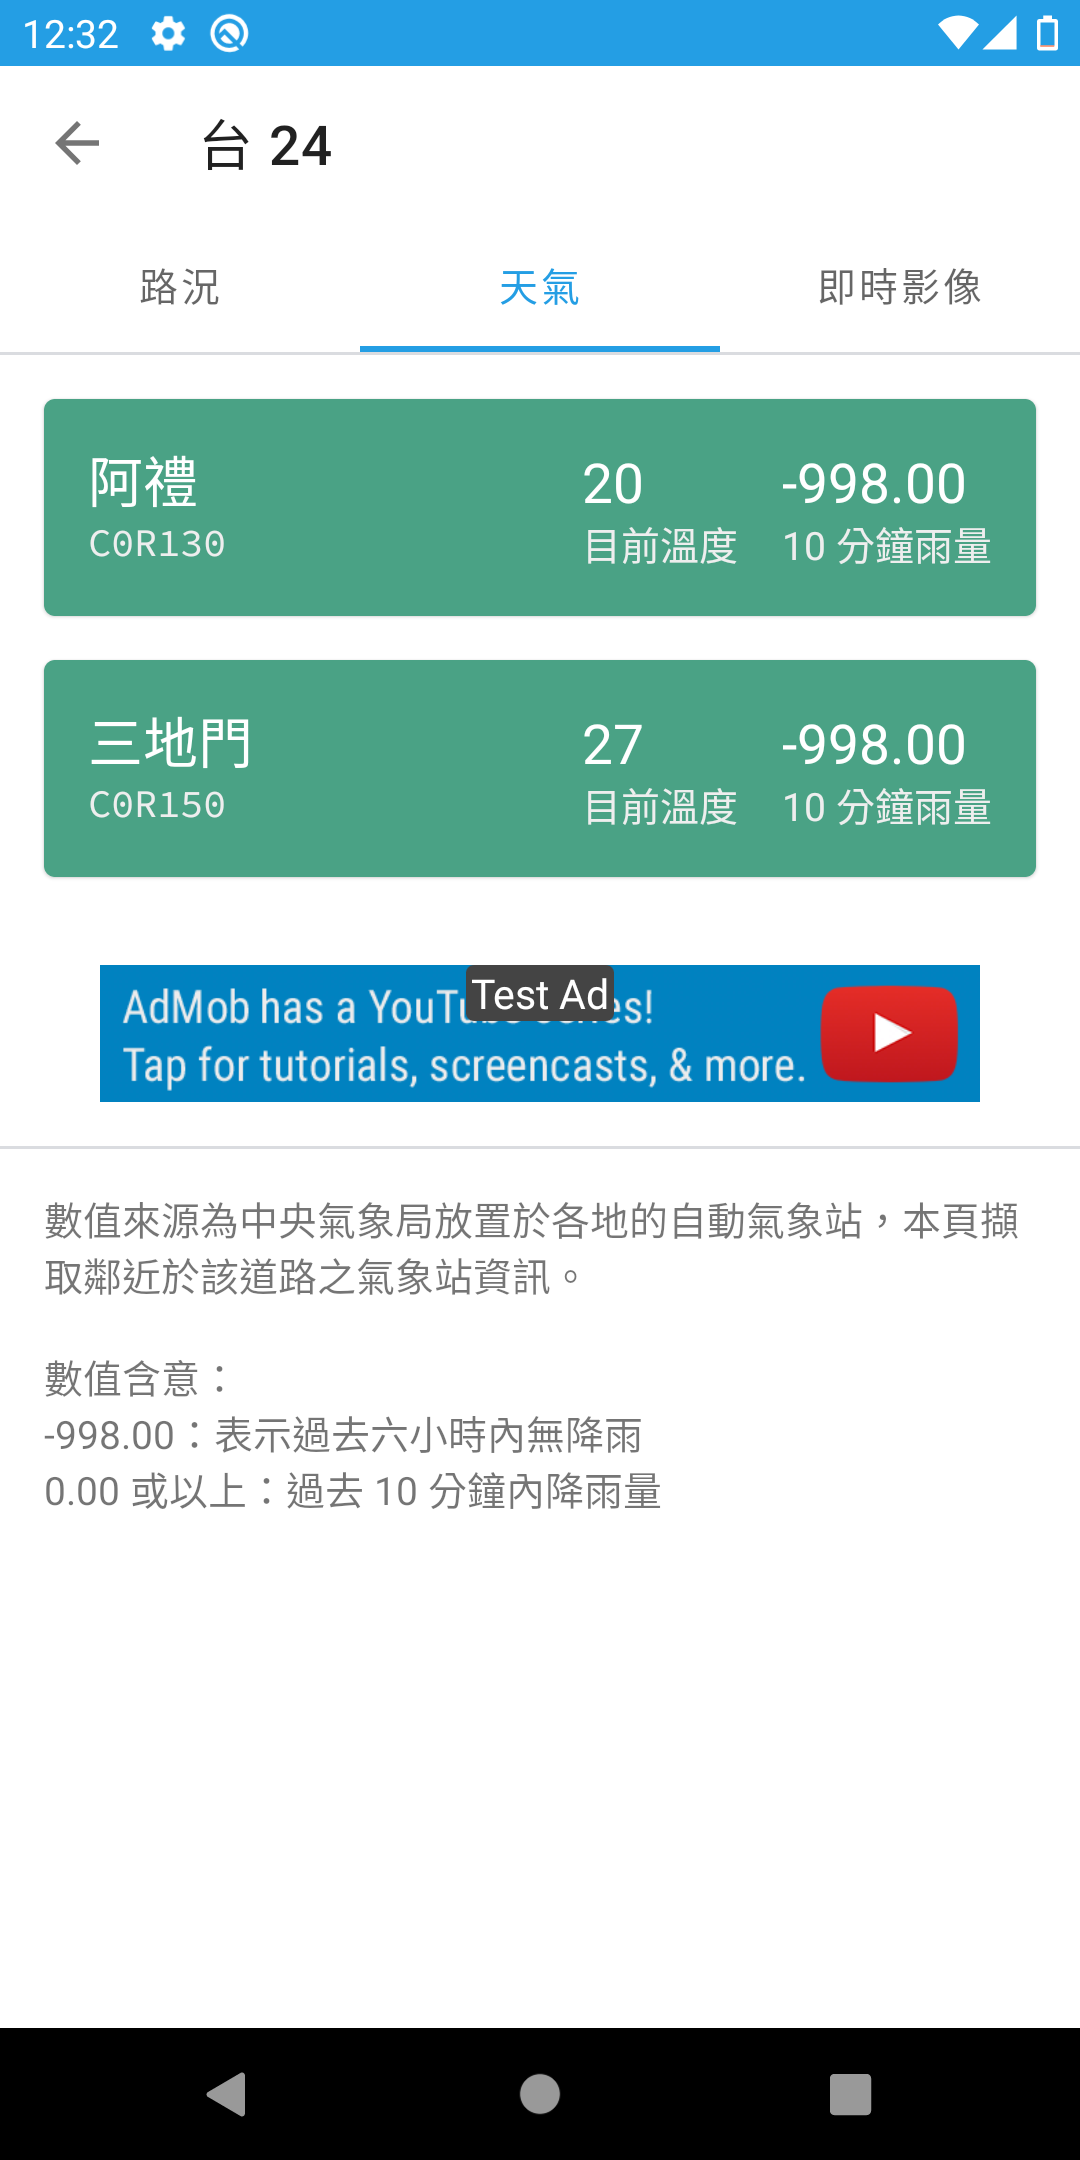 12:32
台 24
路況
天氣
即時影像
阿禮
C0R130
20
目前溫度
-998.00
10 分鐘雨量
三地門
C0R150
27
目前溫度
-998.00
10 分鐘雨量
Test Ad
AdMob has a YouTube series!
Tap for tutorials, screencasts, & more.
數值來源為中央氣象局放置於各地的自動氣象站，本頁擷
取鄰近於該道路之氣象站資訊。
數值含意：
-998.00：表示過去六小時內無降雨
0.00 或以上：過去 10 分鐘內降雨量